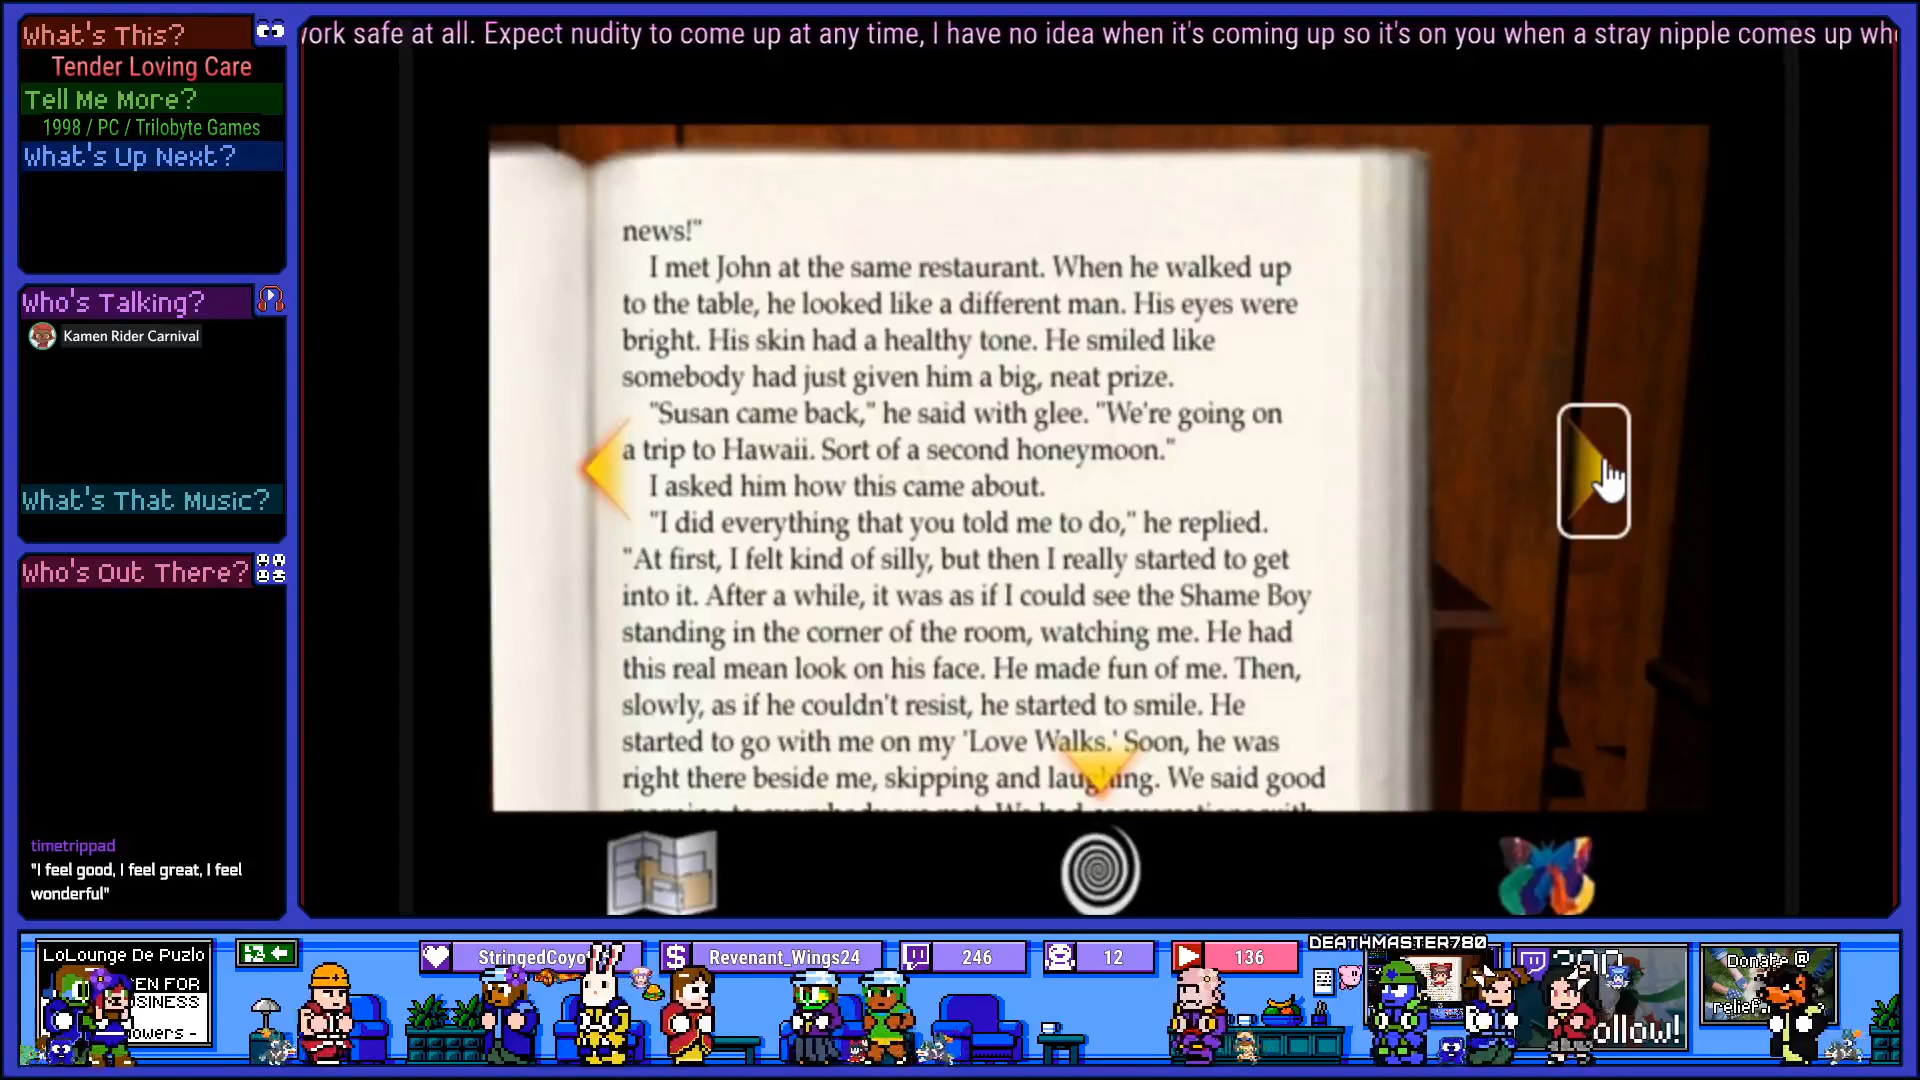 What's This?
Tender Loving Care
Tell Me More?
1998 / PC / Trilobyte Games
What's Up Next?
Who's Talking?
Kamen Rider Carnival
What's That Music?
Who's Out There?
timetrippad
"I feel good, I feel great, I feel
wonderful"
work safe at all. Expect nudity to come up at any time, I have no idea when it's coming up so it's on you when a stray nipple comes up
news!"
I met John at the same restaurant. When he walked up
to the table, he looked like a different man. His eyes were
bright. His skin had a healthy tone. He smiled like
somebody had just given him a big, neat prize.
"Susan came back," he said with glee. "We're going on
a trip to Hawaii. Sort of a second honeymoon."
I asked him how this came about.
"I did everything that you told me to do," he replied.
"At first, I felt kind of silly, but then I really started to get
into it. After a while, it was as if I could see the Shame Boy
standing in the corner of the room, watching me. He had
this real mean look on his face. He made fun of me. Then,
slowly, as if he couldn't resist, he started to smile. He
started to go with me on my 'Love Walks.' Soon, he was
right there beside me, skipping and laughing. We said good
LoLounge De Puzlo
EN FOR
SINESS
owers -
StringedCoyo
$ Revenant_Wings24
246
12
136
DEATHMASTER780
ollow!
Donate @
relief